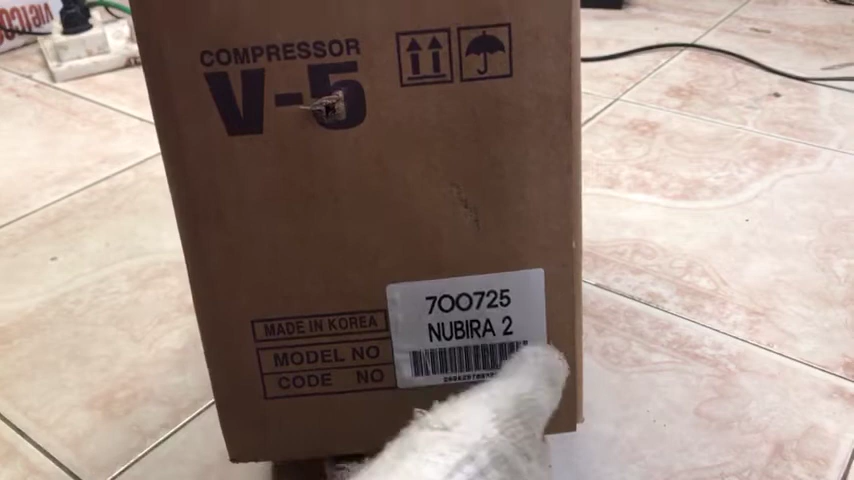 COMPRESSOR
V-5
MADE IN KOREA
MODEL NO
CODE NO
700725
NUBIRA 2